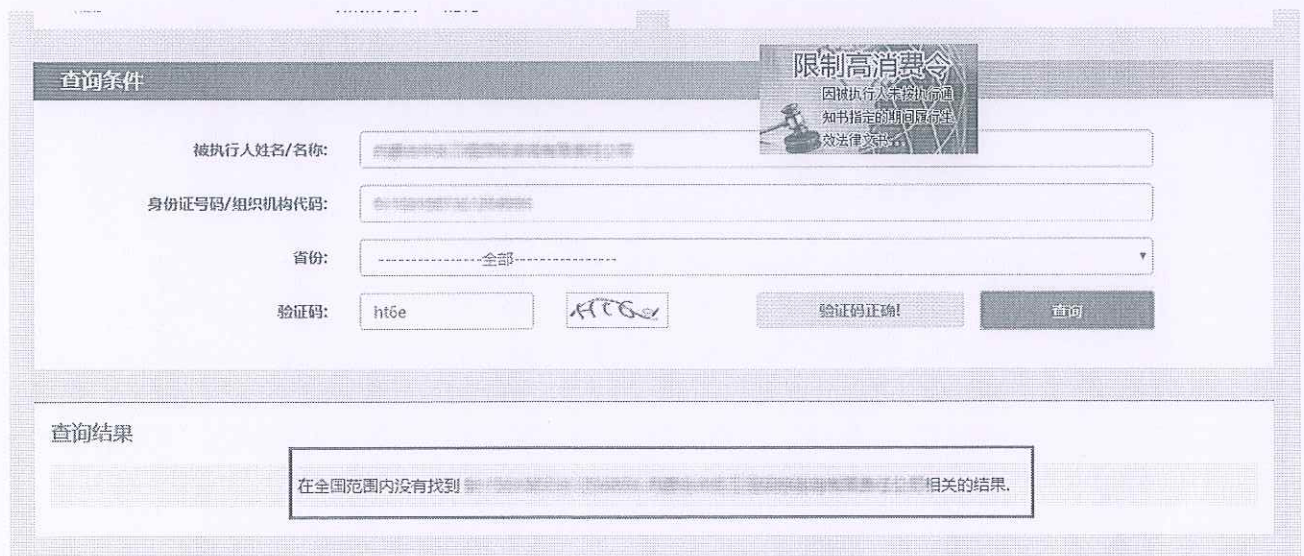 查询条件
限制高消费令
因被执行人未按执行通
知书指定的期间履行生
效法律文书
被执行人姓名/名称:
身份证号码/组织机构代码:
省份:
------------------全部------------------
验证码:
ht6e
验证码正确!
查询
查询结果
在全国范围内没有找到
相关的结果.